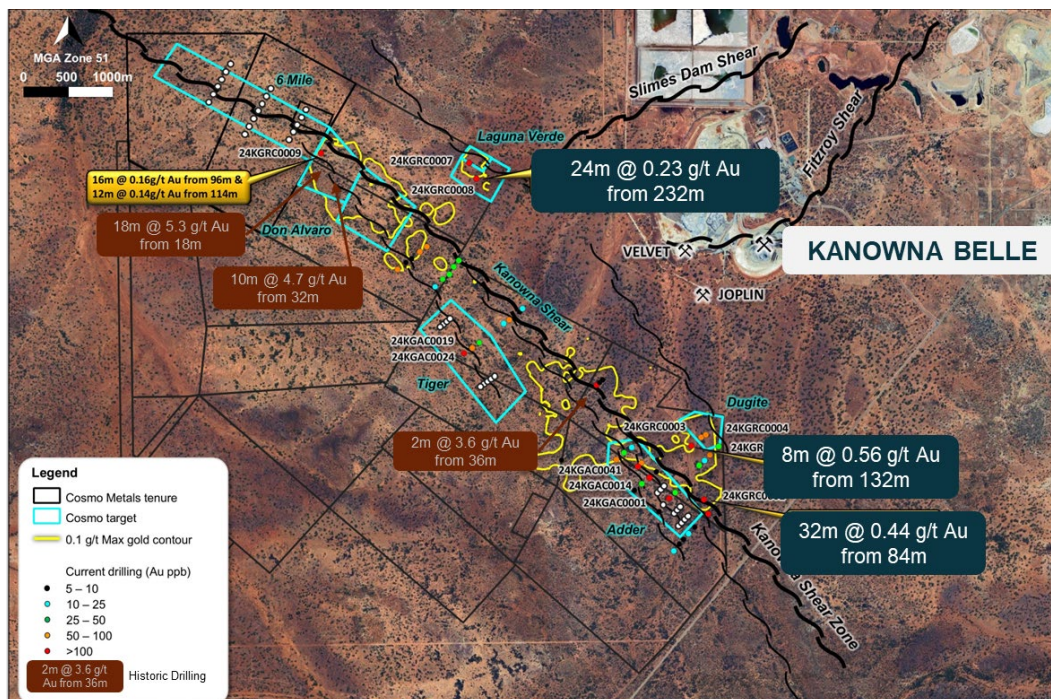 MGA Zone 51
0 500 1000m
6 Mile
Slimes Dam Shear
Fitzroy Shear
Laguna Verde
24KGRC0009
24KGRC0007
24KGRC0008
24m @ 0.23 g/t Au
from 232m
16m @ 0.16g/t Au from 96m &
12m @ 0.14g/t Au from 114m
18m @ 5.3 g/t Au
from 18m
Don Alvaro
10m @ 4.7 g/t Au
from 32m
VELVET
KANOWNA BELLE
JOPLIN
Kanowna Shear
24KGAC0019
24KGAC0024
Tiger
Dugite
2m @ 3.6 g/t Au
from 36m
24KGRC0003
24KGRC0004
24KGR
8m @ 0.56 g/t Au
from 132m
24KGAC0041
24KGAC0014
24KGAC0001
24KGRC0
Adder
32m @ 0.44 g/t Au
from 84m
Kanowna Shear Zone
Legend
Cosmo Metals tenure
Cosmo target
0.1 g/t Max gold contour
Current drilling (Au ppb)
5 – 10
10 – 25
25 – 50
50 – 100
>100
2m @ 3.6 g/t
Au from 36m
Historic Drilling